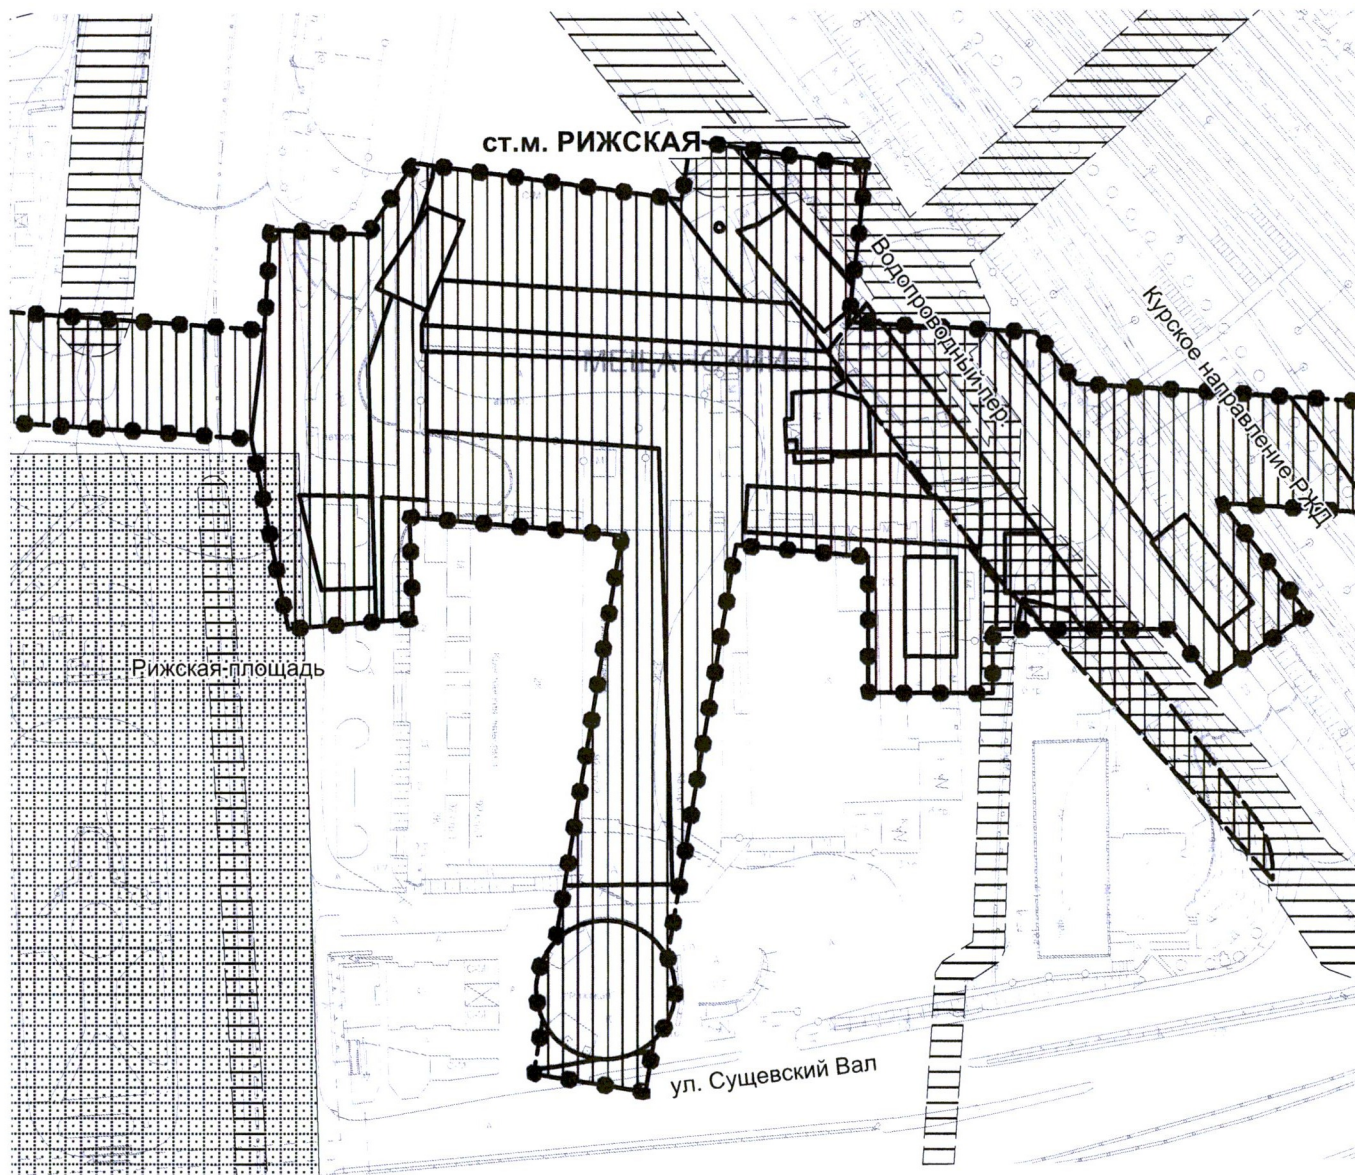 ст.м. РИЖСКАЯ
Водопроводный пер.
Курское направление РЖД
Рижская площадь
ул. Сущевский Вал